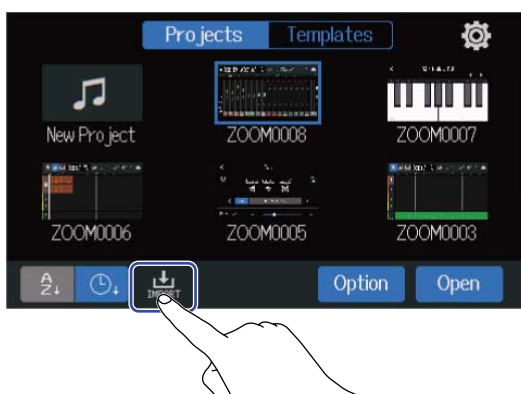 Projects Templates
New Project ZOOM0008 ZOOM0007
ZOOM0006 ZOOM0005 ZOOM0003
A Z IMPORT Option Open